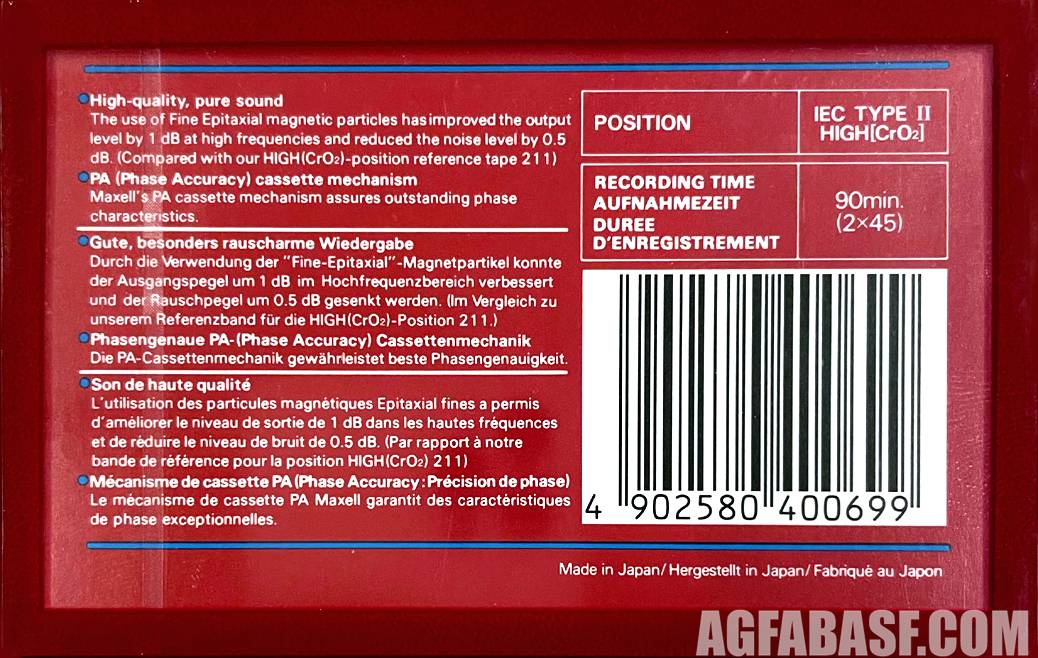 High-quality, pure sound
The use of Fine Epitaxial magnetic particles has improved the output
level by 1 dB at high frequencies and reduced the noise level by 0.5
dB. (Compared with our HIGH(CrO₂)-position reference tape 211)
PA (Phase Accuracy) cassette mechanism
Maxell's PA cassette mechanism assures outstanding phase
characteristics.
Gute, besonders rauscharme Wiedergabe
Durch die Verwendung der "Fine-Epitaxial"-Magnetpartikel konnte
der Ausgangspegel um 1 dB im Hochfrequenzbereich verbessert
und der Rauschpegel um 0.5 dB gesenkt werden. (Im Vergleich zu
unserem Referenzband für die HIGH(CrO₂)-Position 211.)
Phasengenaue PA-(Phase Accuracy) Cassettenmechanik
Die PA-Cassettenmechanik gewährleistet beste Phasengenauigkeit.
Son de haute qualité
L'utilisation des particules magnétiques Epitaxial fines a permis
d'améliorer le niveau de sortie de 1 dB dans les hautes fréquences
et de réduire le niveau de bruit de 0.5 dB. (Par rapport à notre
bande de référence pour la position HIGH(CrO₂) 211)
Mécanisme de cassette PA (Phase Accuracy: Précision de phase)
Le mécanisme de cassette PA Maxell garantit des caractéristiques
de phase exceptionnelles.
POSITION
IEC TYPE II
HIGH[CrO₂]
RECORDING TIME
AUFNAHMEZEIT
DUREE
D'ENREGISTREMENT
90min.
(2×45)
4 902580 400699
Made in Japan/Hergestellt in Japan/Fabriqué au Japon
AGFABASF.COM